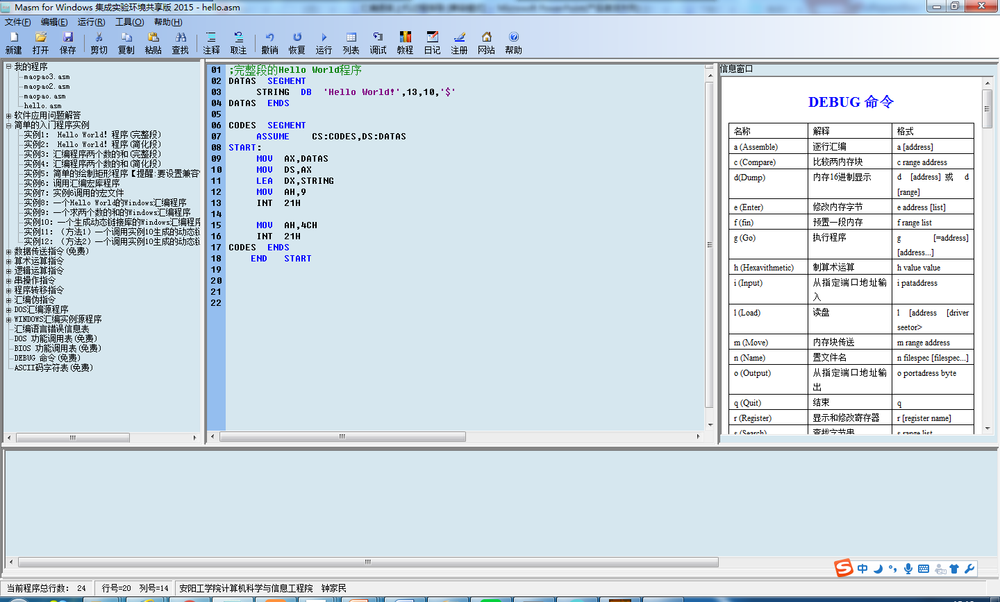 Masm for Windows 集成实验环境共享版 2015 - hello.asm
文件(F) 编辑(E) 运行(R) 工具(O) 帮助(H)
新建 打开 保存 剪切 复制 粘贴 查找 注释 取注 撤销 恢复 运行 列表 调试 教程 日记 注册 网站 帮助
我的程序
maopao3.asm
maopao2.asm
maopao.asm
hello.asm
软件应用问题解答
简单的入门程序实例
实例1: Hello World! 程序(完整段)
实例2: Hello World! 程序(简化段)
实例3: 汇编程序两个数的和(完整段)
实例4: 汇编程序两个数的和(简化段)
实例5: 简单的绘制矩形程序【提醒:要设置兼容
实例6: 调用汇编宏库程序
实例7: 实例6调用的宏文件
实例8: 一个Hello World的Windows汇编程序
实例9: 一个求两个数的和的Windows汇编程序
实例10: 一个生成动态链接库的Windows汇编程序
实例11: (方法1) 一个调用实例10生成的动态链
实例12: (方法2) 一个调用实例10生成的动态链
数据传送指令(免费)
算术运算指令
逻辑运算指令
串操作指令
程序转移指令
汇编伪指令
DOS汇编源程序
WINDOWS汇编实例源程序
汇编语言错误信息表
DOS 功能调用表(免费)
BIOS 功能调用表(免费)
DEBUG 命令(免费)
ASCII码字符表(免费)
01 ;完整段的Hello World程序
02 DATAS SEGMENT
03 STRING DB 'Hello World!',13,10,'$'
04 DATAS ENDS
05
06 CODES SEGMENT
07 ASSUME CS:CODES,DS:DATAS
08 START:
09 MOV AX,DATAS
10 MOV DS,AX
11 LEA DX,STRING
12 MOV AH,9
13 INT 21H
14
15 MOV AH,4CH
16 INT 21H
17 CODES ENDS
18 END START
19
20
21
22
信息窗口
DEBUG 命令
名称 解释 格式
a (Assemble) 逐行汇编 a [address]
c (Compare) 比较两内存块 c range address
d(Dump) 内存16进制显示 d [address] 或 d
[range]
e (Enter) 修改内存字节 e address [list]
f (fin) 预置一段内存 f range list
g (Go) 执行程序 g [=address]
[address...]
h (Hexavithmetic) 制算术运算 h value value
i (Input) 从指定端口地址输 i pataddress
入
l (Load) 读盘 l [address [driver
seetor>
m (Move) 内存块传送 m range address
n (Name) 置文件名 n filespec [filespec...]
o (Output) 从指定端口地址输 o portadress byte
出
q (Quit) 结束 q
r (Register) 显示和修改寄存器 r [register name]
s (Search) 查找字节串 s range list
中
当前程序总行数: 24 行号=20 列号=14 安阳工学院计算机科学与信息工程院 钟家民